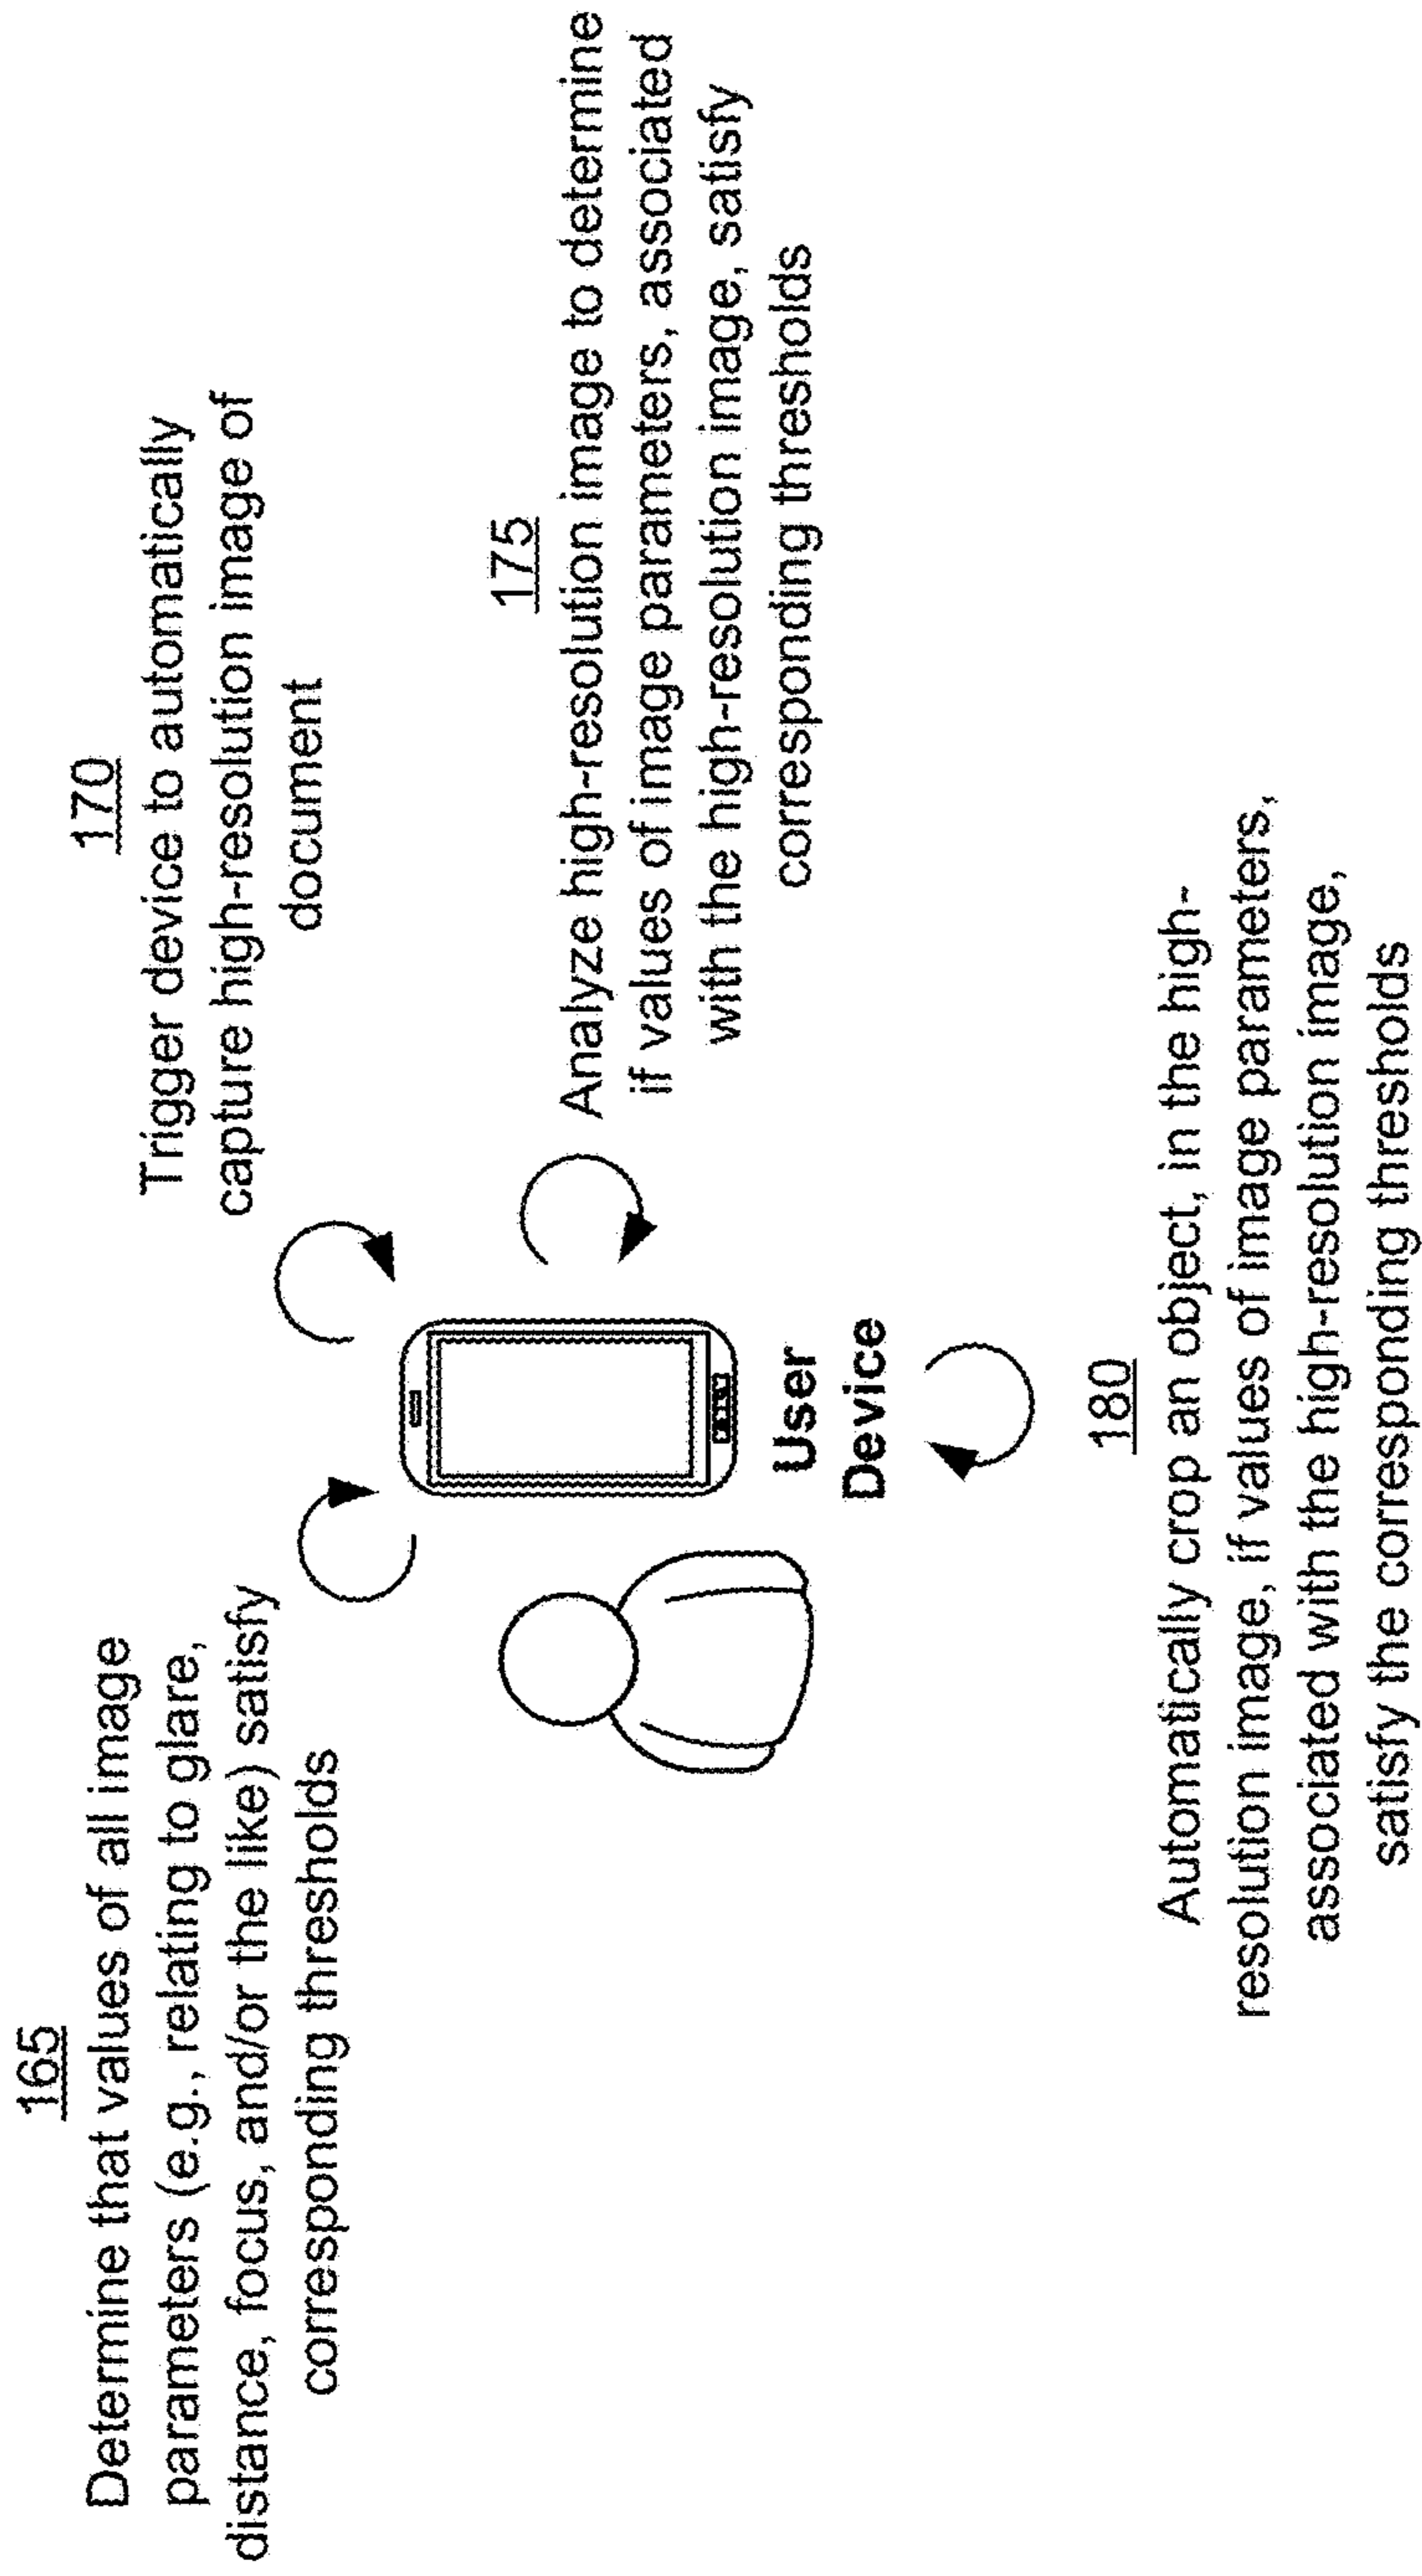 165
Determine that values of all image
parameters (e.g., relating to glare,
distance, focus, and/or the like) satisfy
corresponding thresholds
170
Trigger device to automatically
capture high-resolution image of
document
175
Analyze high-resolution image to determine
if values of image parameters, associated
with the high-resolution image, satisfy
corresponding thresholds
User
Device
180
Automatically crop an object, in the high-
resolution image, if values of image parameters,
associated with the high-resolution image,
satisfy the corresponding thresholds